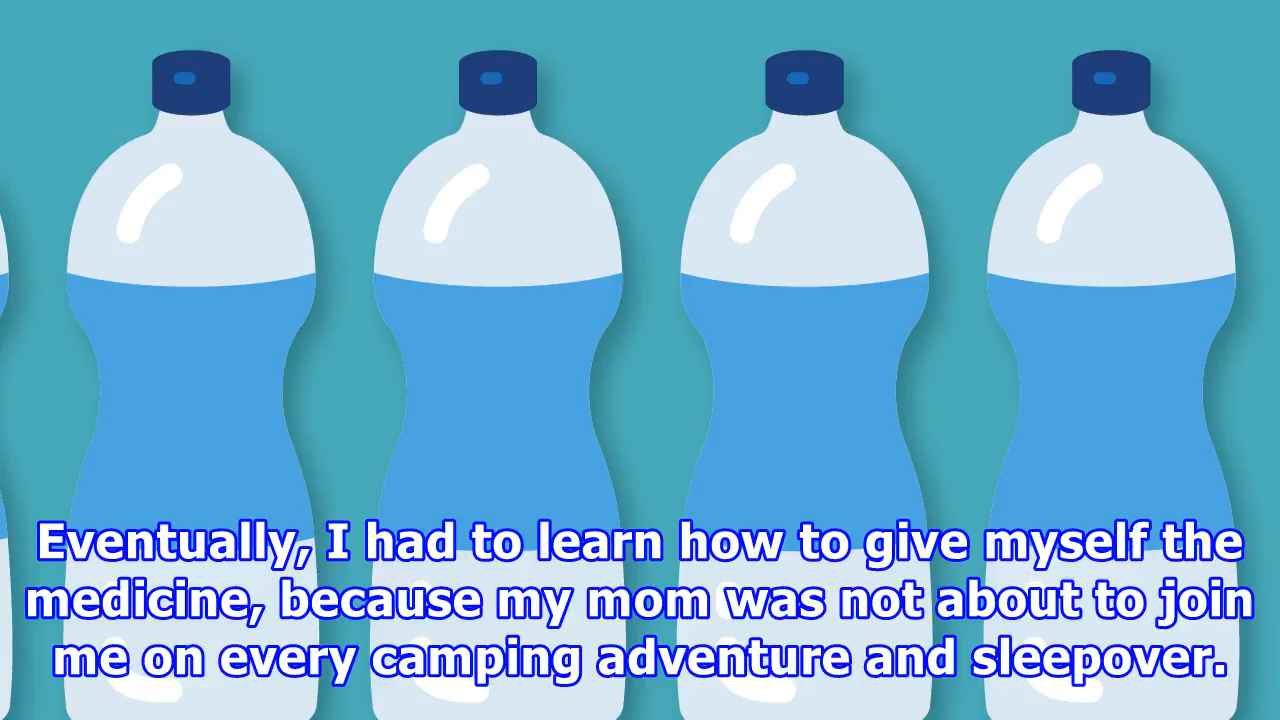 Eventually, I had to learn how to give myself the
medicine, because my mom was not about to join
me on every camping adventure and sleepover.